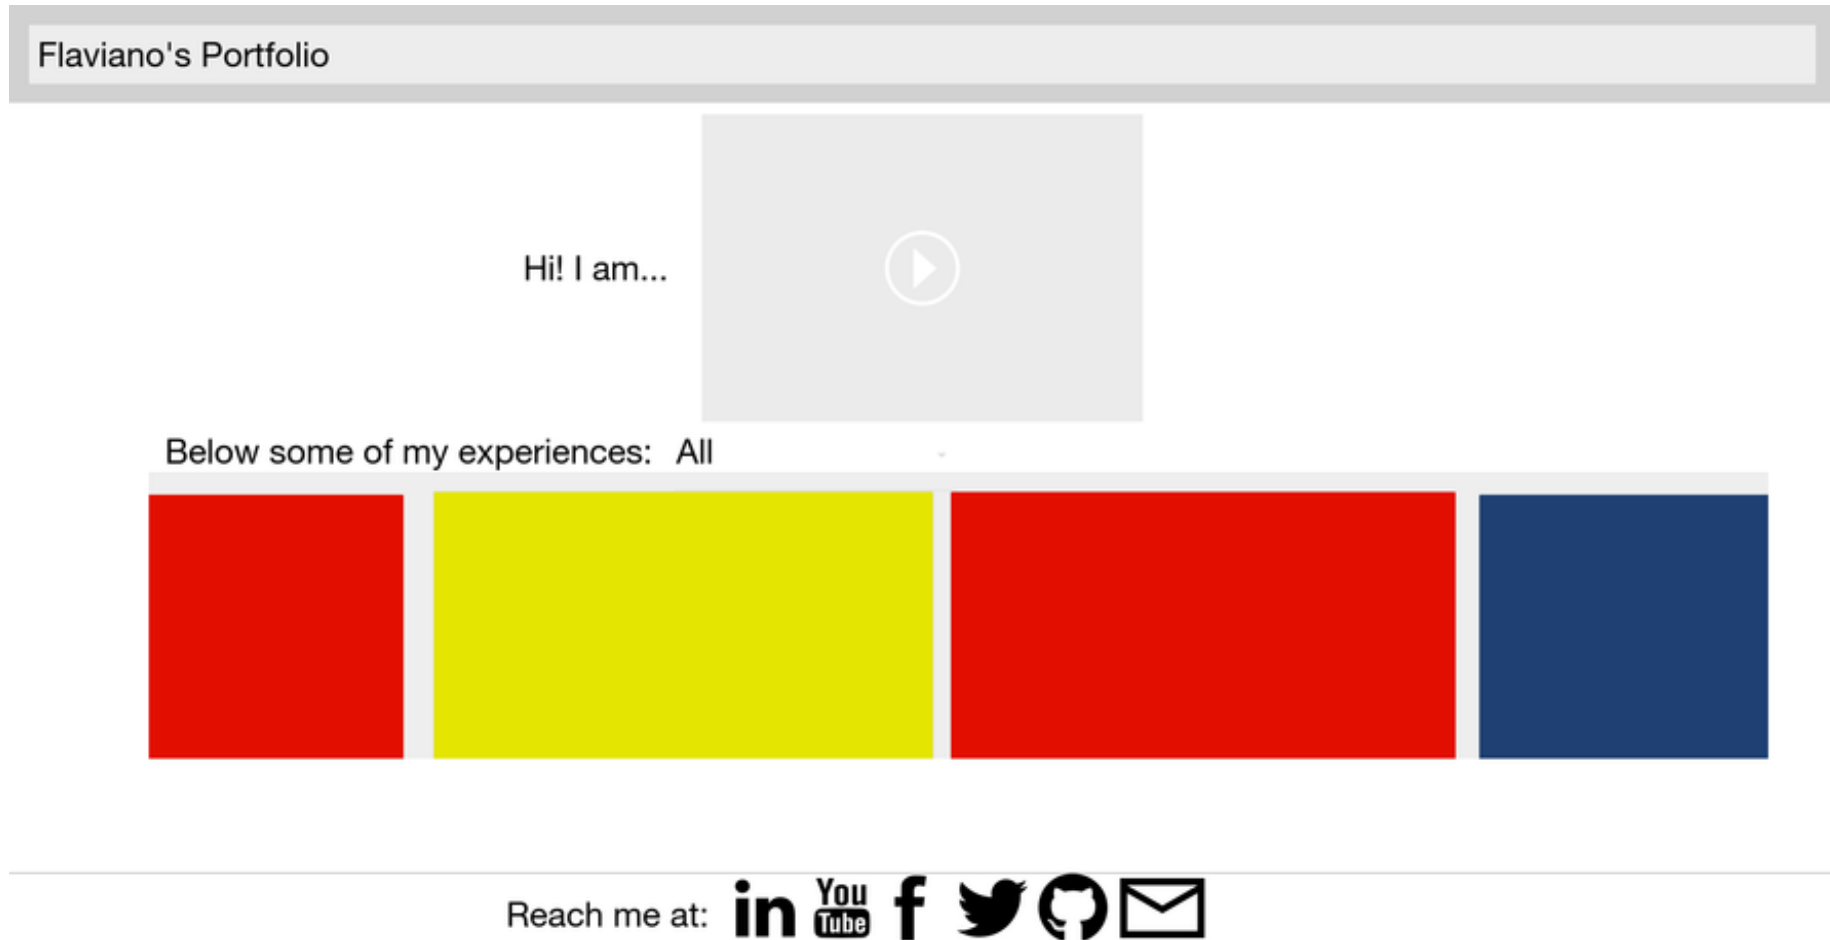 Flaviano's Portfolio
Hi! I am...
Below some of my experiences: All
Reach me at: in You Tube f